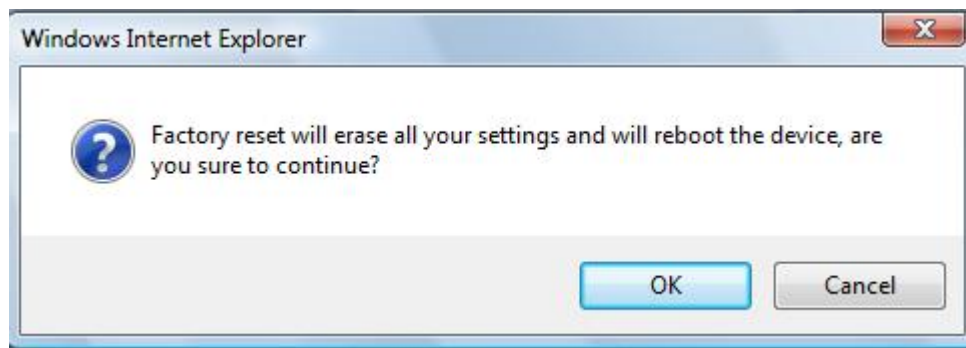 Windows Internet Explorer
Factory reset will erase all your settings and will reboot the device, are
you sure to continue?
OK
Cancel